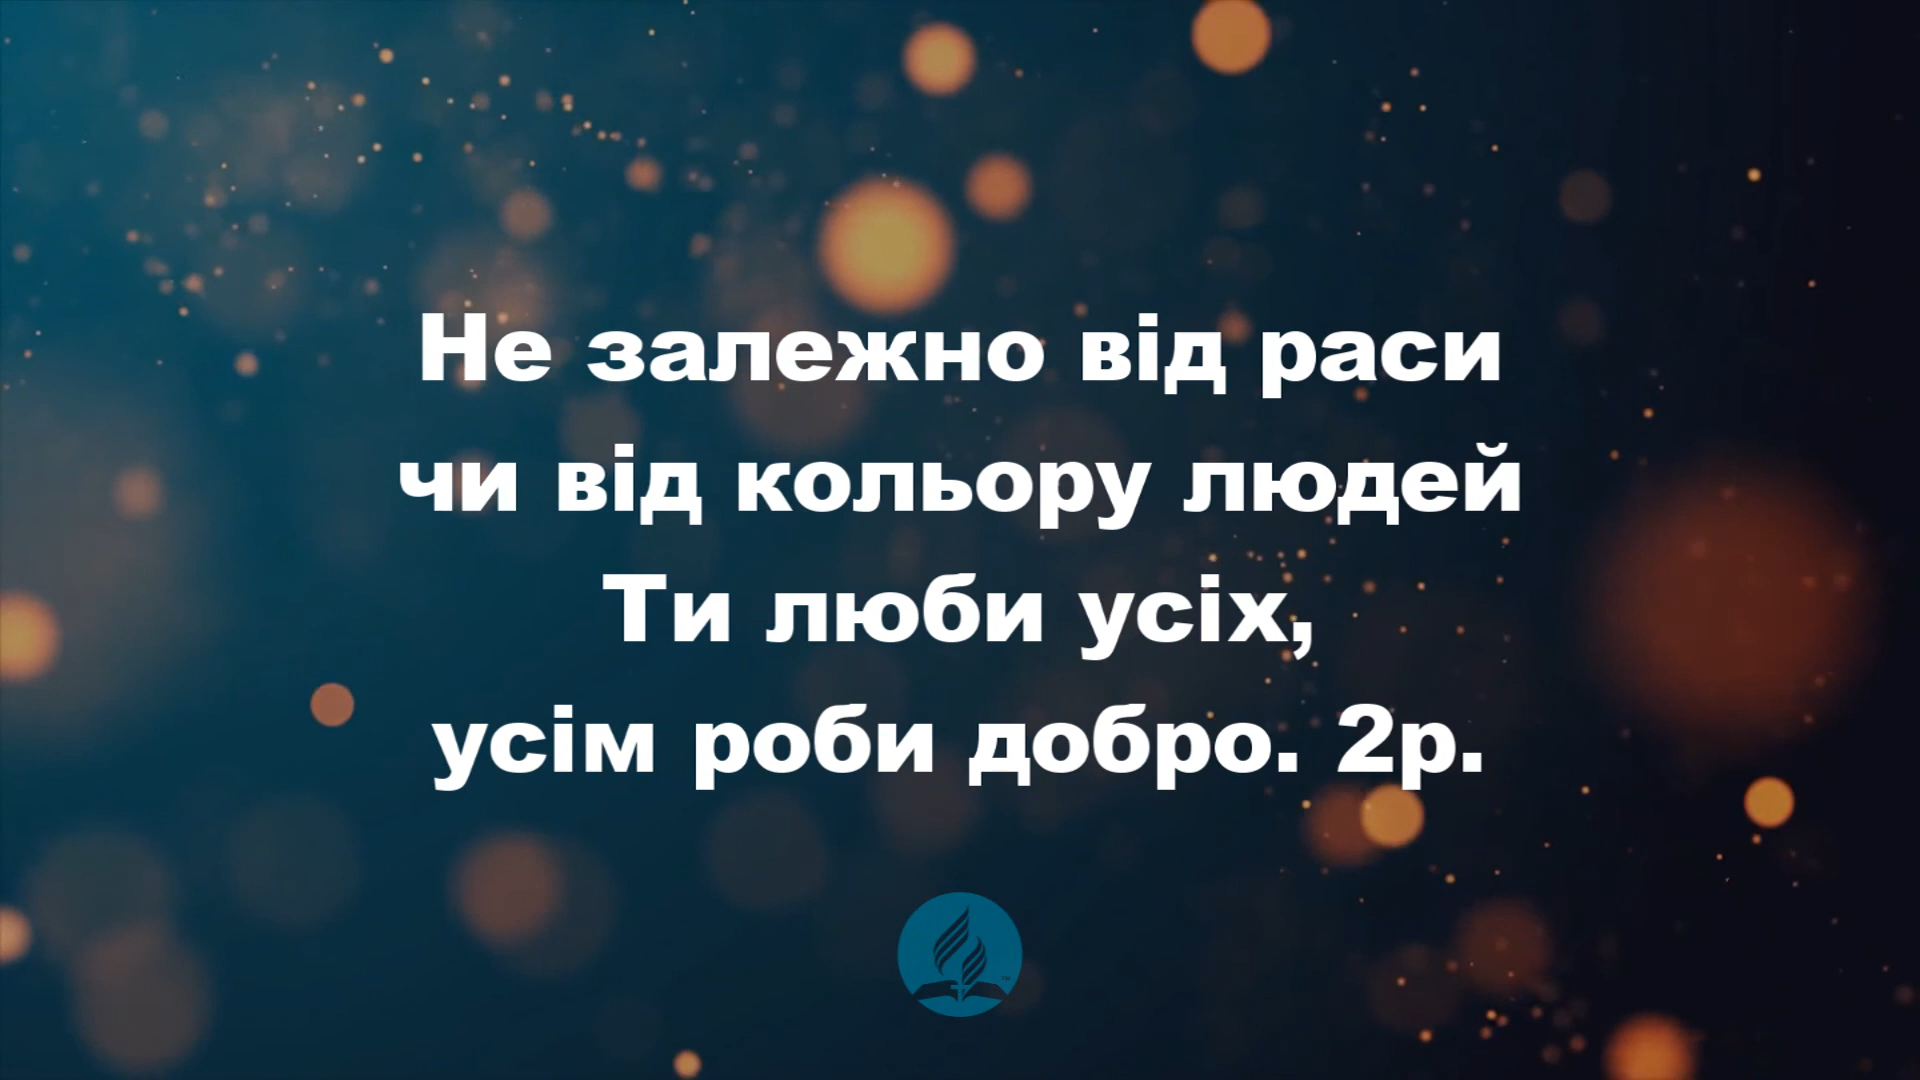 Не залежно від раси
чи від кольору людей
Ти люби усіх,
усім роби добро. 2р.